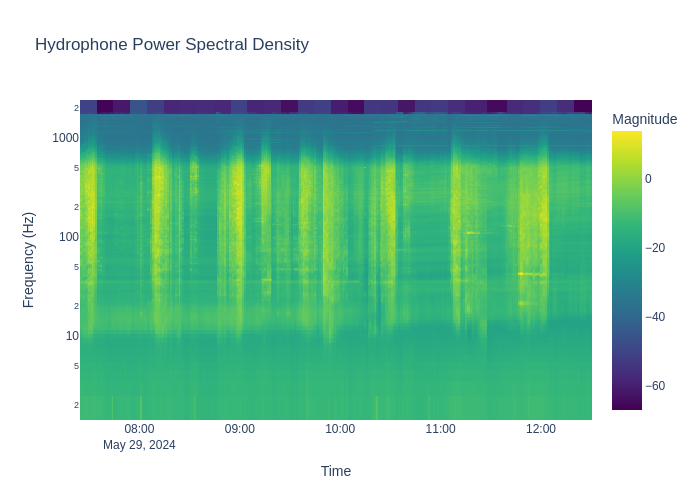 Hydrophone Power Spectral Density
Magnitude
2
1000
5
2
100
5
2
10
5
2
Frequency (Hz)
0
−20
−40
−60
08:00 09:00 10:00 11:00 12:00
May 29, 2024
Time